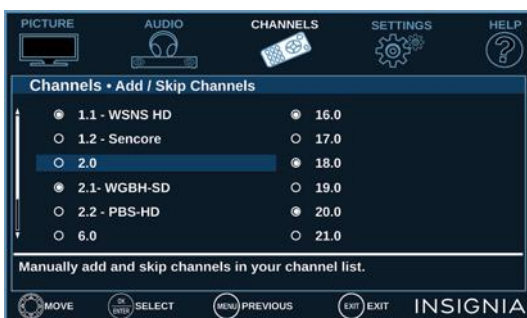 PICTURE AUDIO CHANNELS SETTINGS HELP
?
Channels • Add / Skip Channels
1.1 - WSNS HD 16.0
1.2 - Sencore 17.0
2.0 18.0
2.1- WGBH-SD 19.0
2.2 - PBS-HD 20.0
6.0 21.0
Manually add and skip channels in your channel list.
MOVE OK ENTER SELECT MENU PREVIOUS EXIT EXIT INSIGNIA